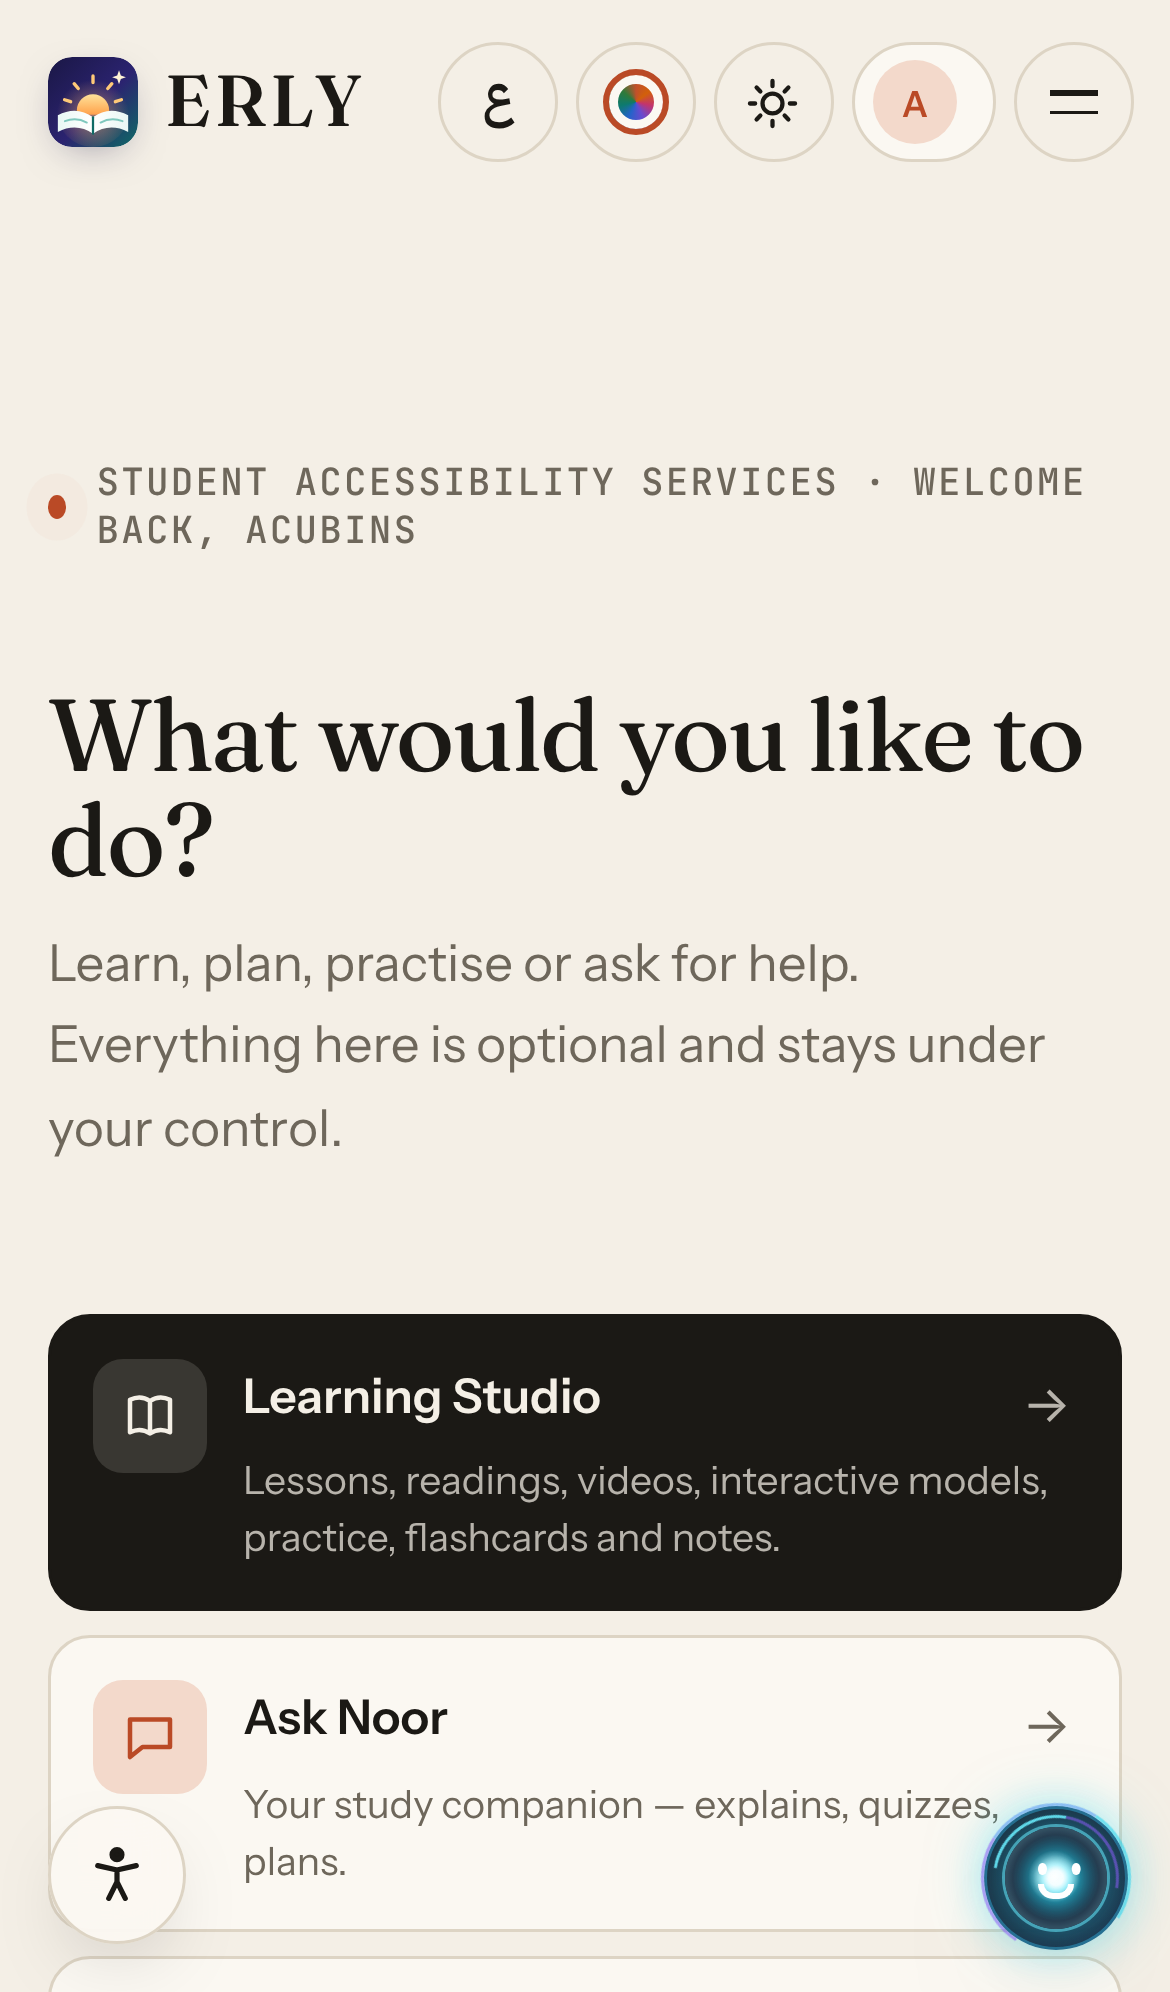 ERLY
ع
A
STUDENT ACCESSIBILITY SERVICES · WELCOME
BACK, ACUBINS
What would you like to
do?
Learn, plan, practise or ask for help.
Everything here is optional and stays under
your control.
Learning Studio
Lessons, readings, videos, interactive models,
practice, flashcards and notes.
Ask Noor
Your study companion — explains, quizzes,
plans.